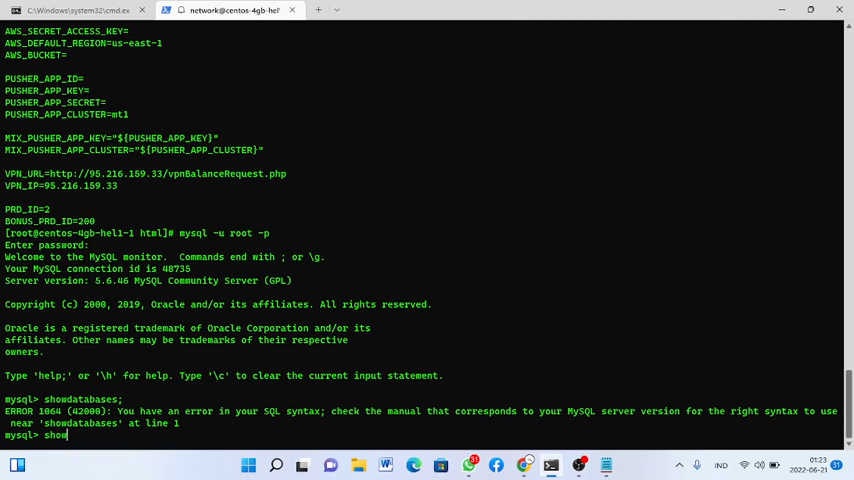 C:\Windows\system32\cmd.ex
network@centos-4gb-hel'
AWS_SECRET_ACCESS_KEY=
AWS_DEFAULT_REGION=us-east-1
AWS_BUCKET=
PUSHER_APP_ID=
PUSHER_APP_KEY=
PUSHER_APP_SECRET=
PUSHER_APP_CLUSTER=mt1
MIX_PUSHER_APP_KEY="${PUSHER_APP_KEY}"
MIX_PUSHER_APP_CLUSTER="${PUSHER_APP_CLUSTER}"
VPN_URL=http://95.216.159.33/vpnBalanceRequest.php
VPN_IP=95.216.159.33
PRD_ID=2
BONUS_PRD_ID=200
[root@centos-4gb-hel1-1 html]# mysql -u root -p
Enter password:
Welcome to the MySQL monitor.  Commands end with ; or \g.
Your MySQL connection id is 48735
Server version: 5.6.46 MySQL Community Server (GPL)
Copyright (c) 2000, 2019, Oracle and/or its affiliates. All rights reserved.
Oracle is a registered trademark of Oracle Corporation and/or its
affiliates. Other names may be trademarks of their respective
owners.
Type 'help;' or '\h' for help. Type '\c' to clear the current input statement.
mysql> showdatabases;
ERROR 1064 (42000): You have an error in your SQL syntax; check the manual that corresponds to your MySQL server version for the right syntax to use
near 'showdatabases' at line 1
mysql> show
31
IND
01:23
2022-06-21
31